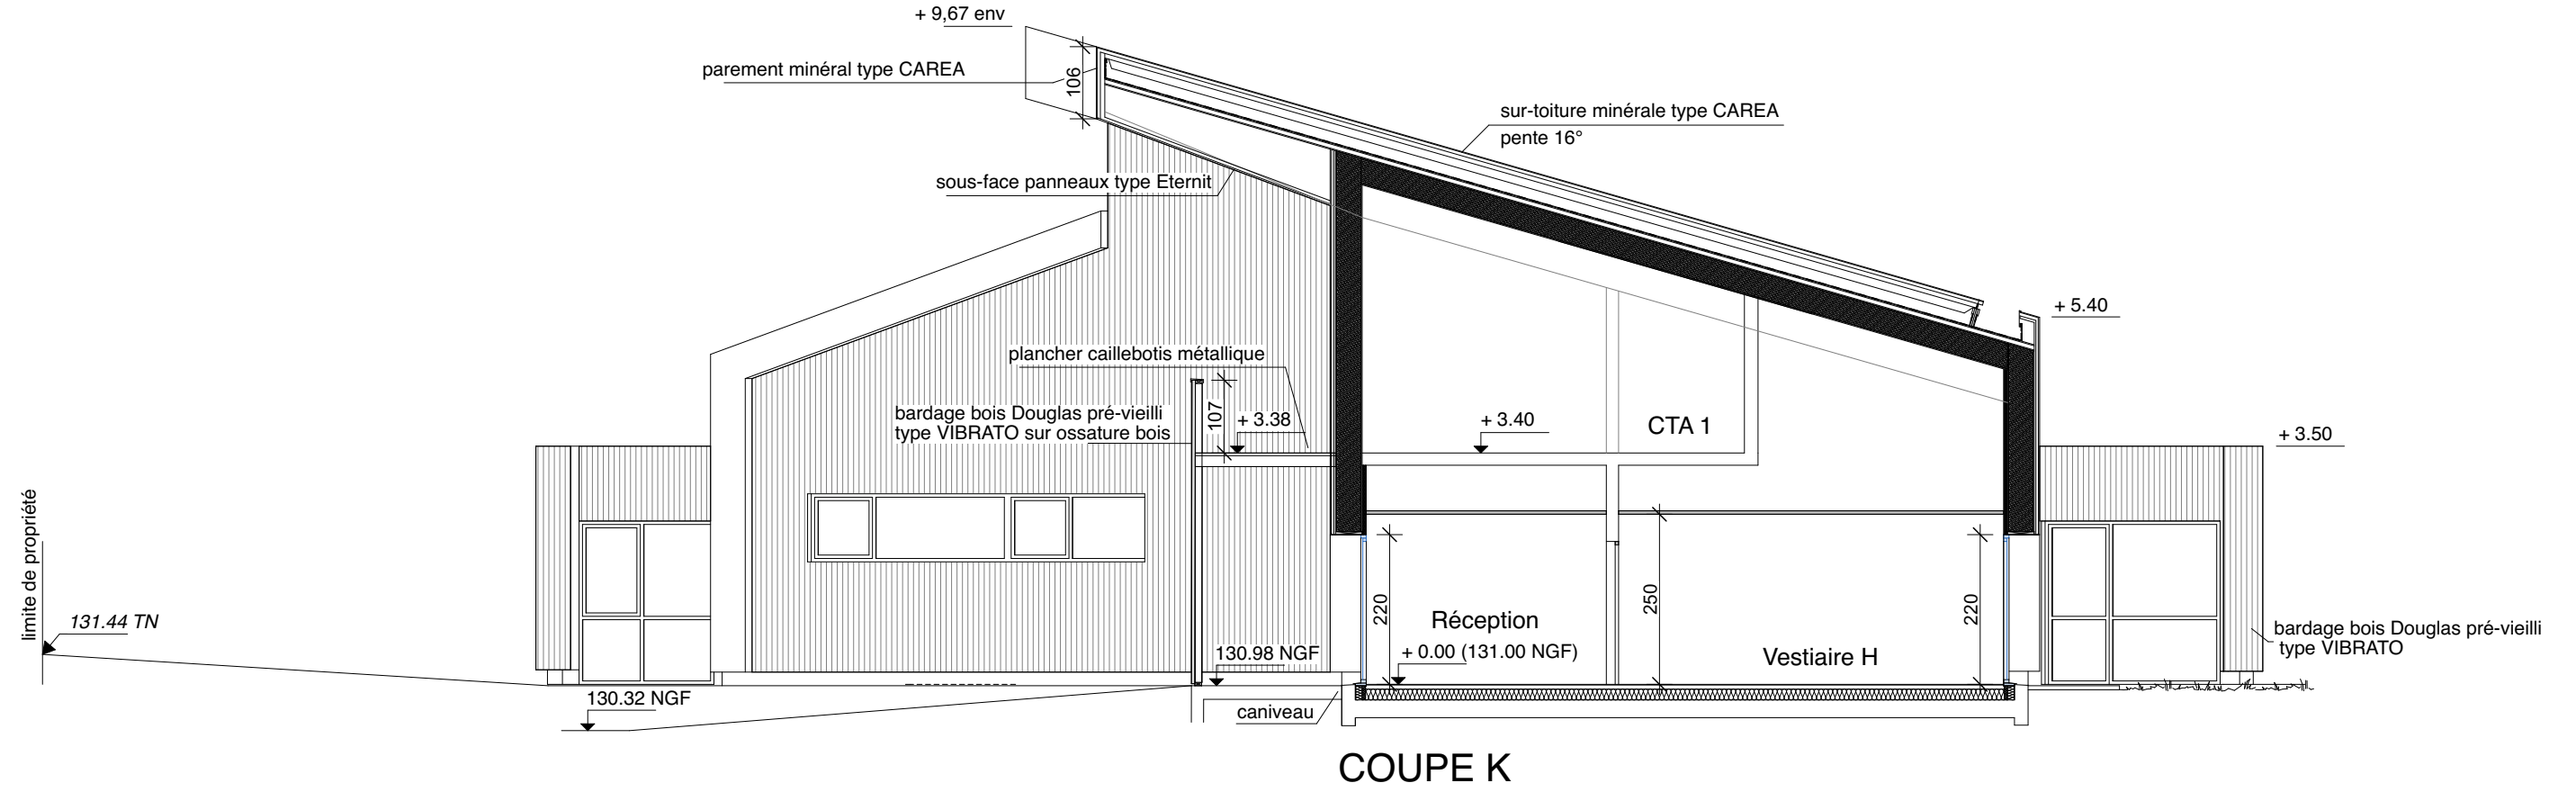 + 9,67 env
parement minéral type CAREA
106
sur-toiture minérale type CAREA
pente 16°
sous-face panneaux type Eternit
+ 5.40
plancher caillebotis métallique
bardage bois Douglas pré-vieilli
type VIBRATO sur ossature bois
107
+ 3.38
+ 3.40
CTA 1
+ 3.50
limite de propriété
131.44 TN
220
Réception
+ 0.00 (131.00 NGF)
250
Vestiaire H
220
bardage bois Douglas pré-vieilli
type VIBRATO
130.98 NGF
130.32 NGF
caniveau
COUPE K